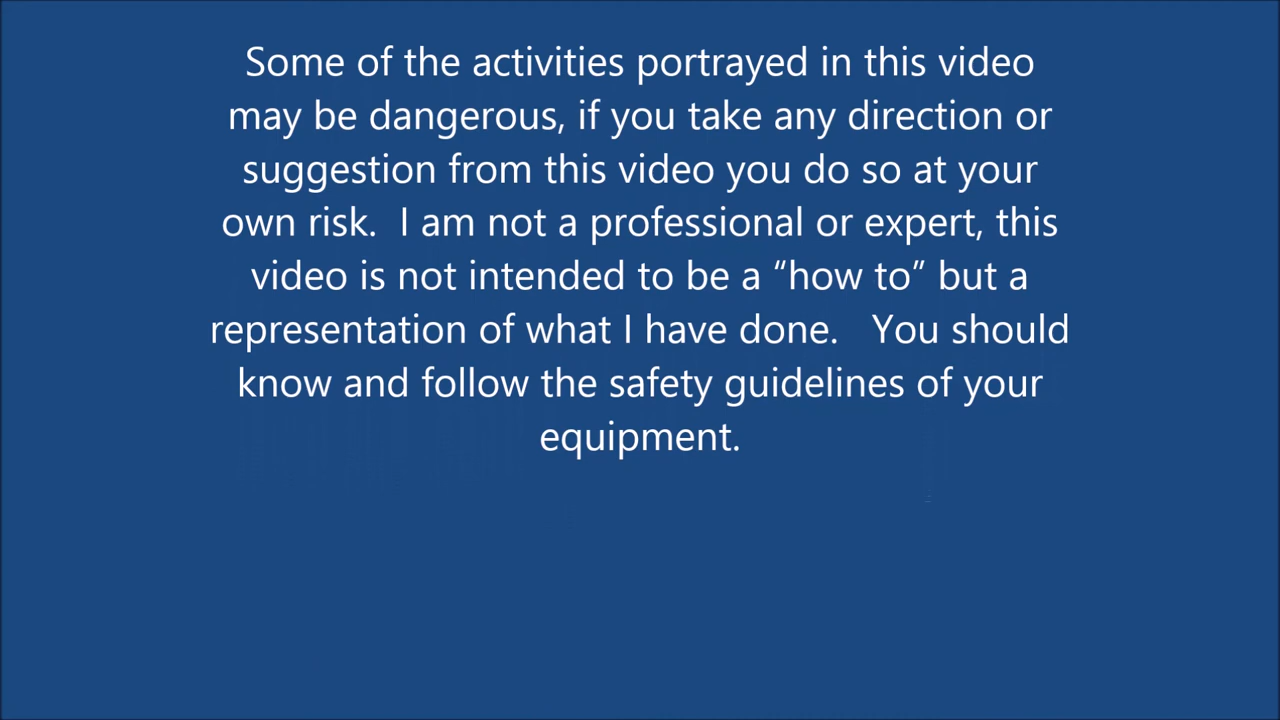 Some of the activities portrayed in this video
may be dangerous, if you take any direction or
suggestion from this video you do so at your
own risk.  I am not a professional or expert, this
video is not intended to be a “how to” but a
representation of what I have done.   You should
know and follow the safety guidelines of your
equipment.